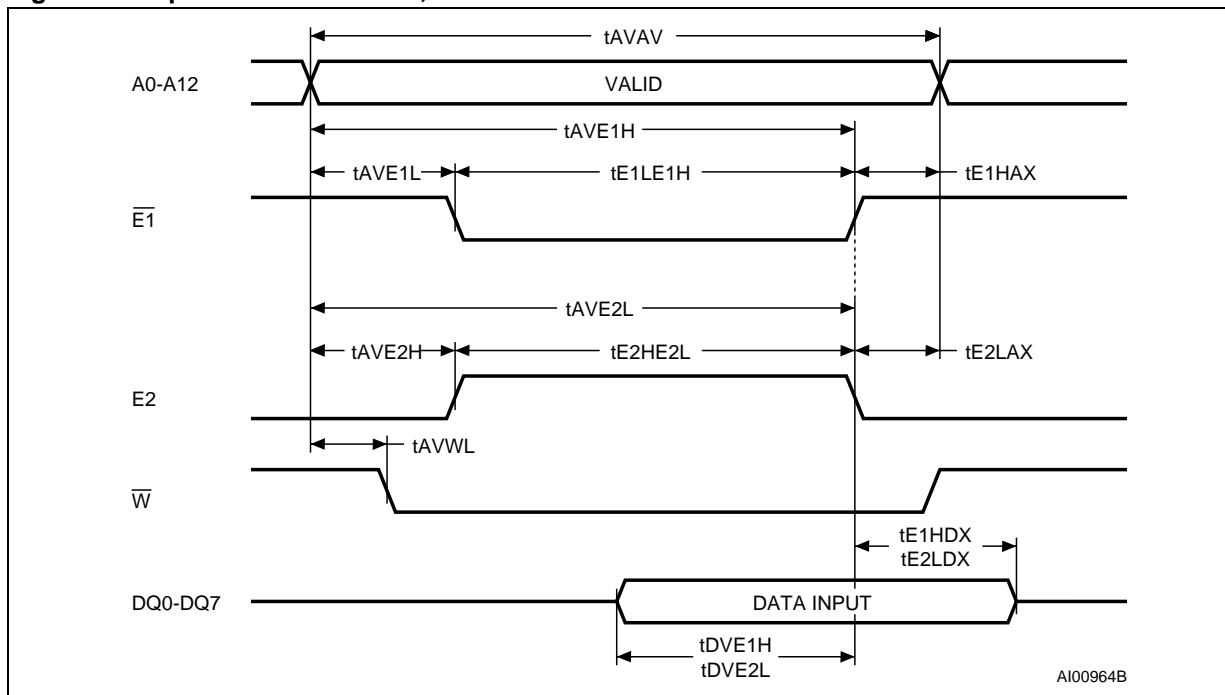 tAVAV
A0-A12
VALID
tAVE1H
tAVE1L
tE1LE1H
tE1HAX
E1
tAVE2L
tAVE2H
tE2HE2L
tE2LAX
E2
tAVWL
W
tE1HDX
tE2LDX
DQ0-DQ7
DATA INPUT
tDVE1H
tDVE2L
AI00964B